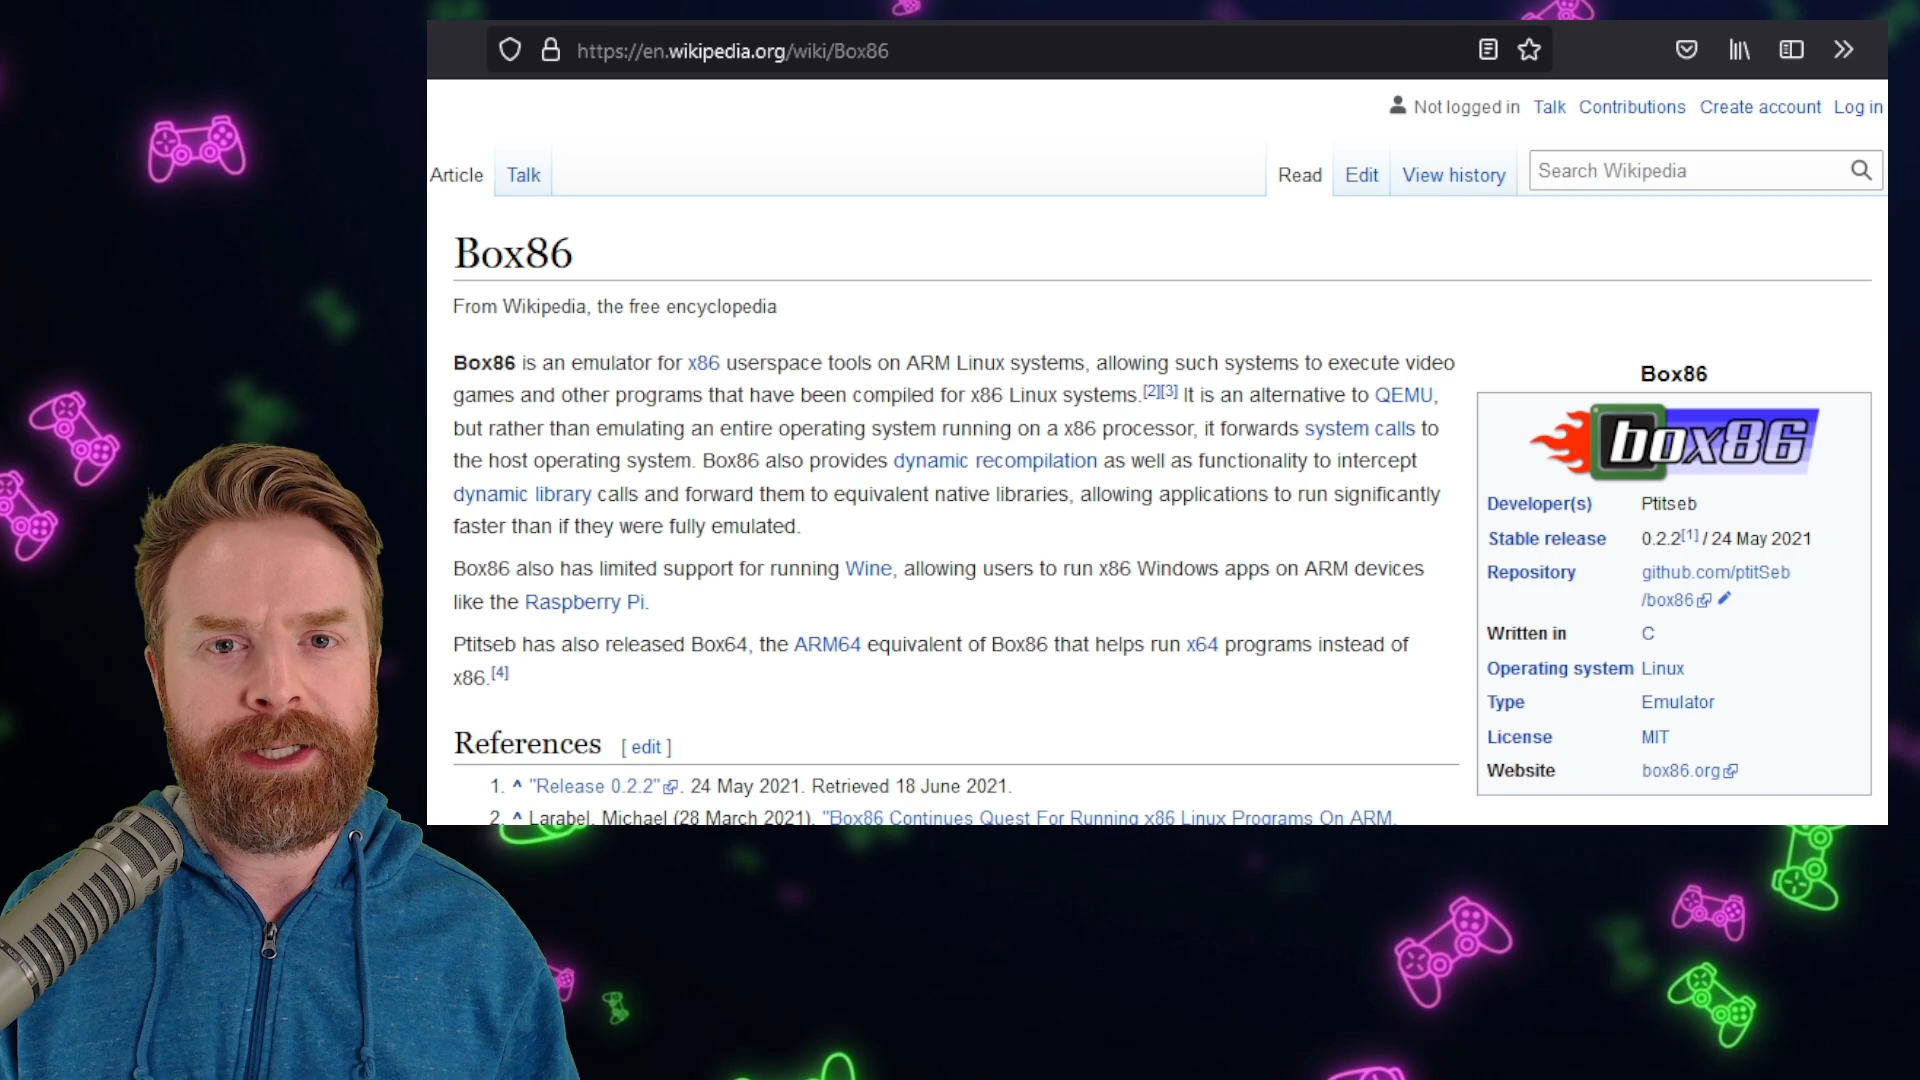 https://en.wikipedia.org/wiki/Box86
Not logged in Talk Contributions Create account Log in
Article Talk Read Edit View history Search Wikipedia
Box86
From Wikipedia, the free encyclopedia
Box86 is an emulator for x86 userspace tools on ARM Linux systems, allowing such systems to execute video
games and other programs that have been compiled for x86 Linux systems.[2][3] It is an alternative to QEMU,
but rather than emulating an entire operating system running on a x86 processor, it forwards system calls to
the host operating system. Box86 also provides dynamic recompilation as well as functionality to intercept
dynamic library calls and forward them to equivalent native libraries, allowing applications to run significantly
faster than if they were fully emulated.
Box86 also has limited support for running Wine, allowing users to run x86 Windows apps on ARM devices
like the Raspberry Pi.
Ptitseb has also released Box64, the ARM64 equivalent of Box86 that helps run x64 programs instead of
x86.[4]
References [ edit ]
1. ^ "Release 0.2.2". 24 May 2021. Retrieved 18 June 2021.
2. ^ Larabel, Michael (28 March 2021). "Box86 Continues Quest For Running x86 Linux Programs On ARM,
Box86
box86
Developer(s) Ptitseb
Stable release 0.2.2[1] / 24 May 2021
Repository github.com/ptitSeb
/box86
Written in C
Operating system Linux
Type Emulator
License MIT
Website box86.org